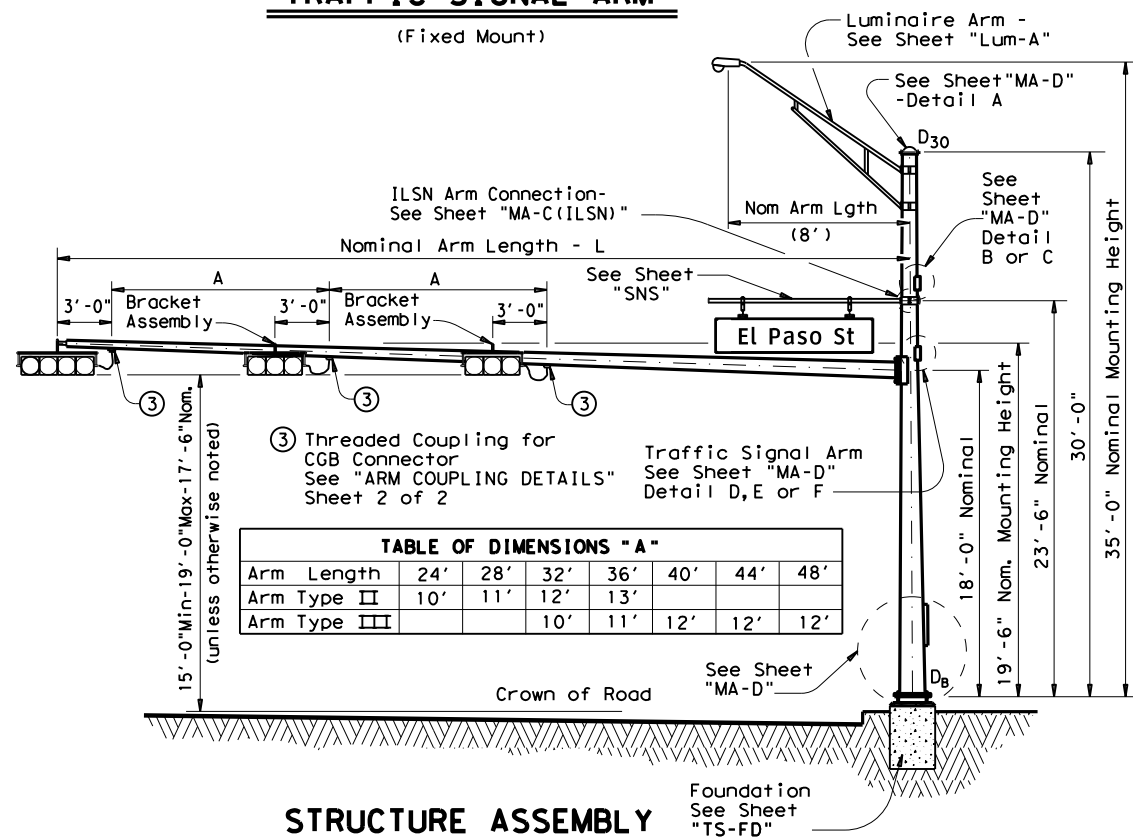 TRAFFIC SIGNAL ARM
(Fixed Mount)
Luminaire Arm -
See Sheet "Lum-A"
See Sheet"MA-D"
-Detail A
D30
See
Sheet
"MA-D"
Detail
B or C
ILSN Arm Connection-
See Sheet "MA-C(ILSN)"
Nom Arm Lgth
(8')
Nominal Arm Length - L
See Sheet
"SNS"
A
A
3'-0"
Bracket
Assembly
3'-0"
Bracket
Assembly
3'-0"
El Paso St
3
3
3
3 Threaded Coupling for
CGB Connector
See "ARM COUPLING DETAILS"
Sheet 2 of 2
Traffic Signal Arm
See Sheet "MA-D"
Detail D,E or F
15'-0"Min-19'-0"Max-17'-6"Nom.
(unless otherwise noted)
18'-0" Nominal
19'-6" Nom. Mounting Height
23'-6" Nominal
30'-0"
35'-0" Nominal Mounting Height
TABLE OF DIMENSIONS "A"
Arm Length 24' 28' 32' 36' 40' 44' 48'
Arm Type II 10' 11' 12' 13'
Arm Type III 10' 11' 12' 12' 12'
See Sheet
"MA-D"
DB
Crown of Road
Foundation
See Sheet
"TS-FD"
STRUCTURE ASSEMBLY